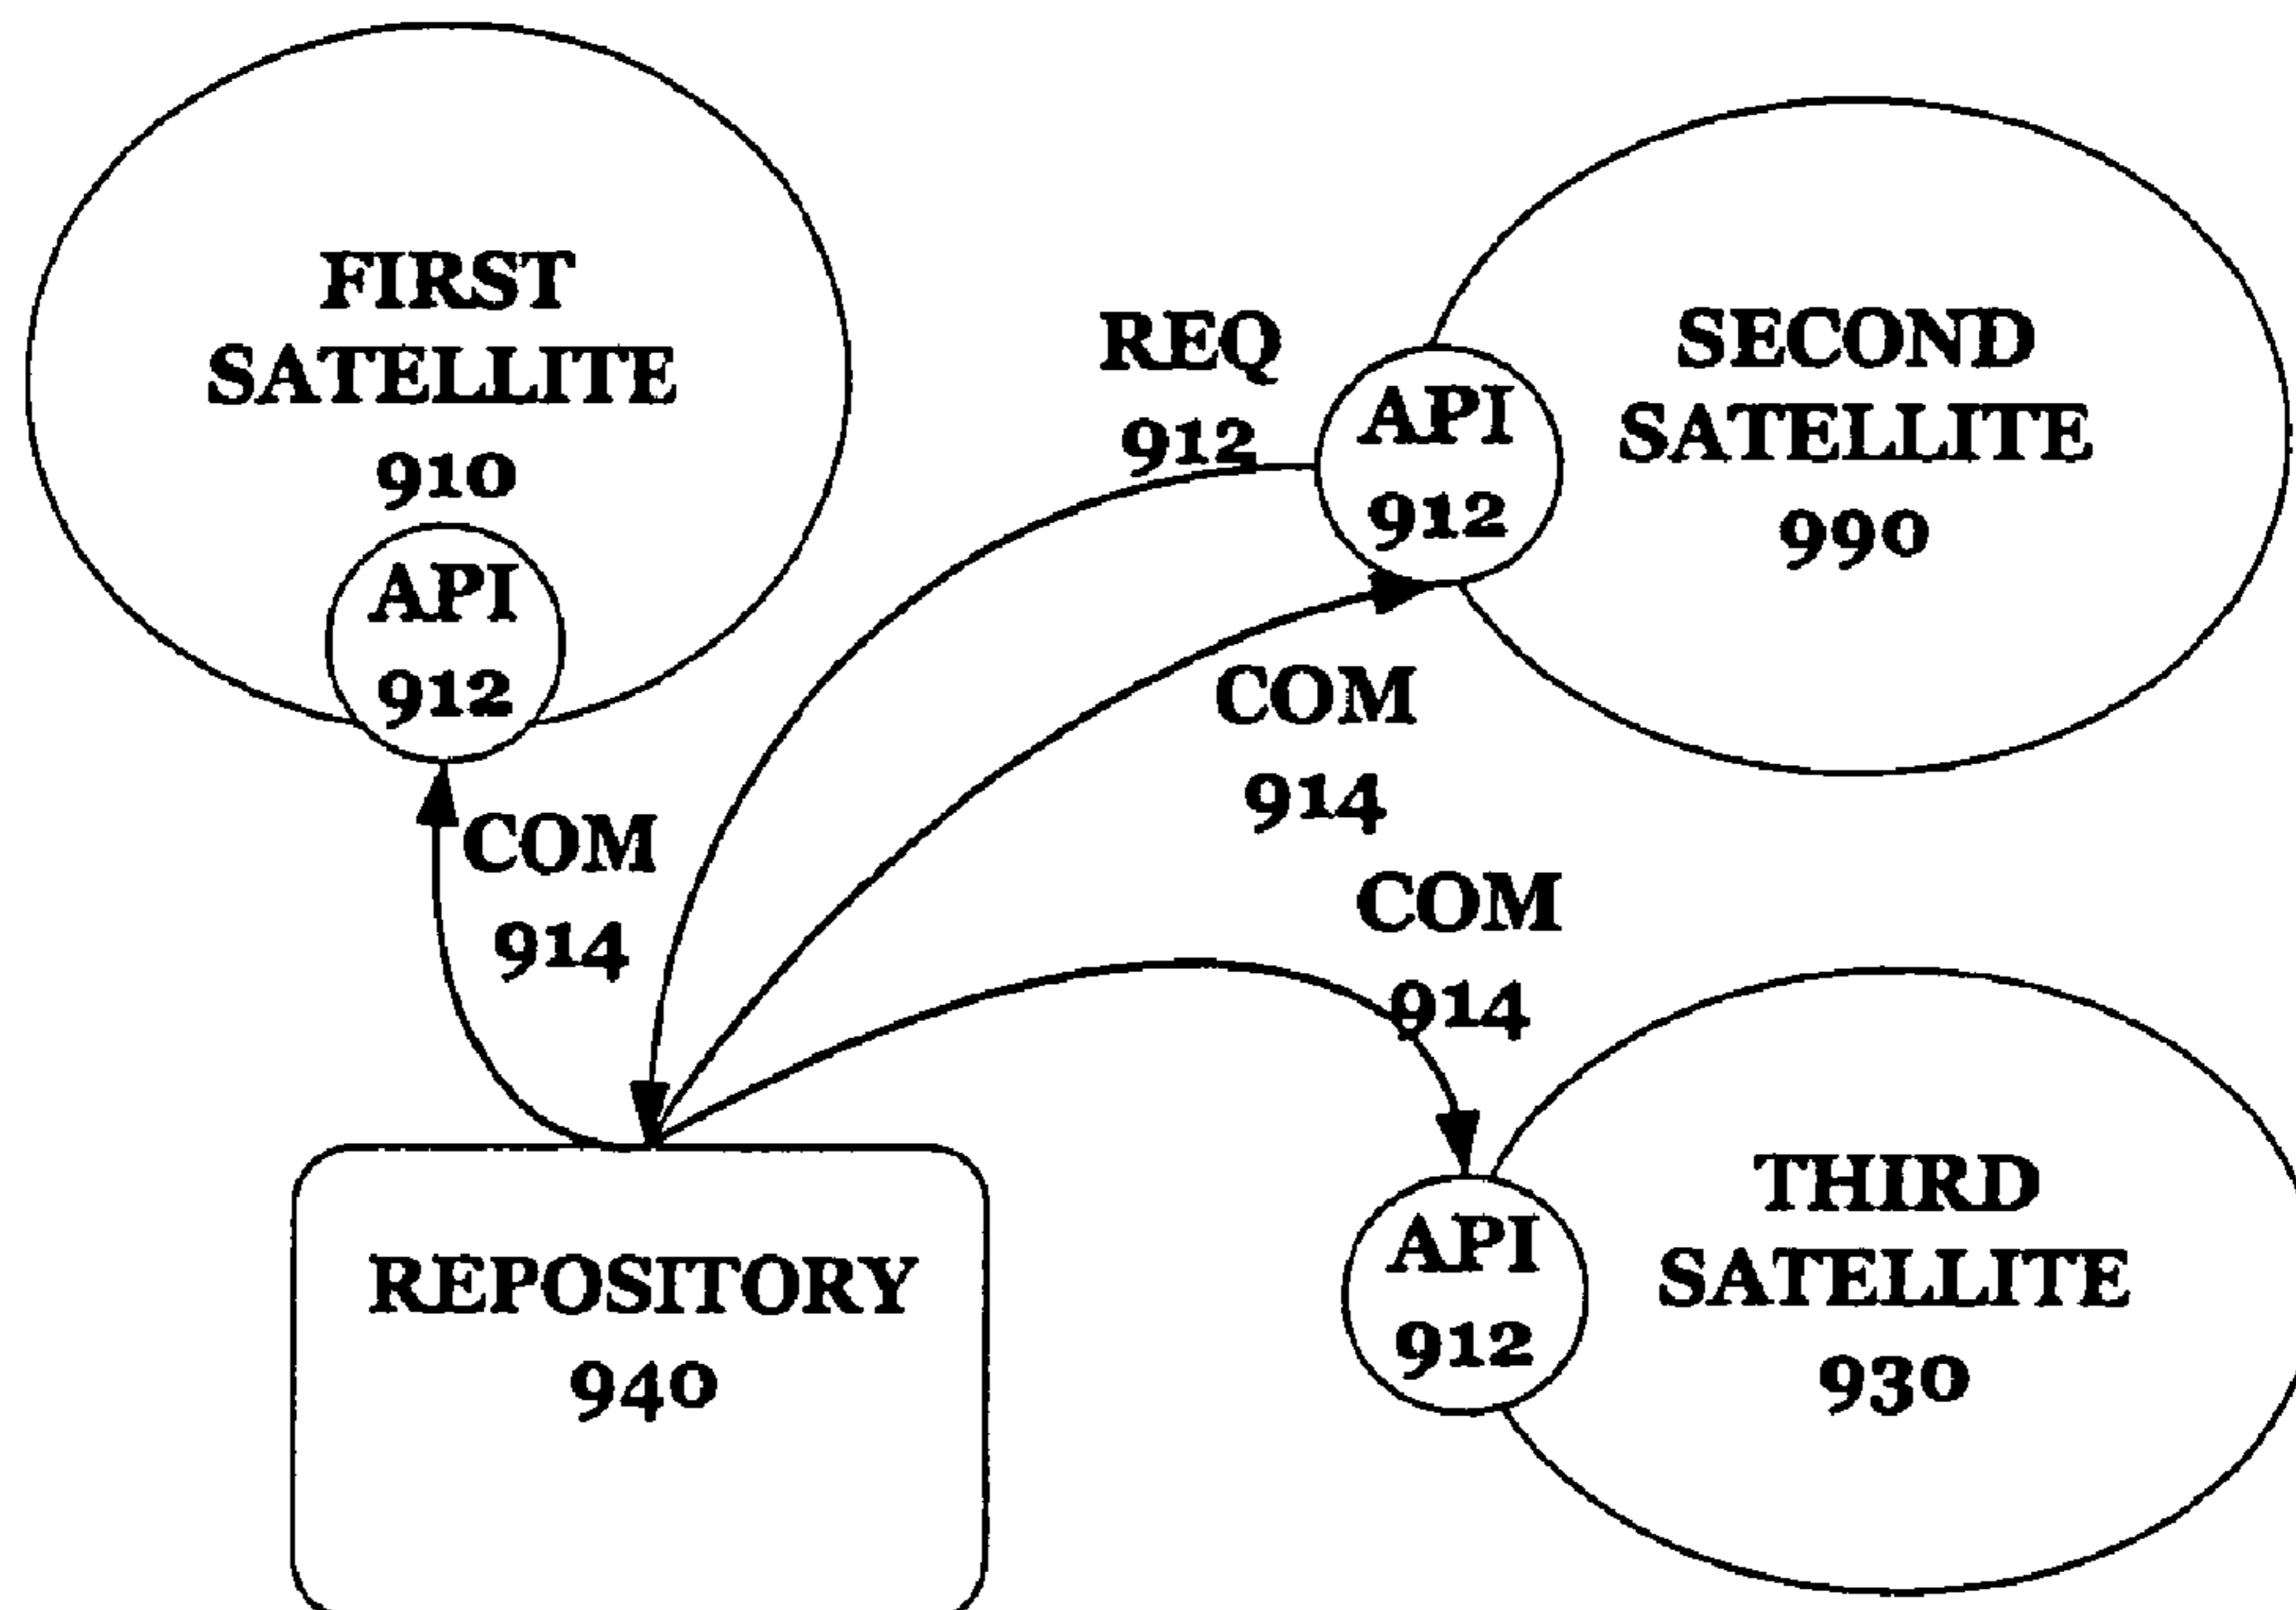 FIRST
SATELLITE
910
API
912
REQ
912
API
912
SECOND
SATELLITE
990
COM
914
COM
914
COM
914
REPOSITORY
940
API
912
THIRD
SATELLITE
930